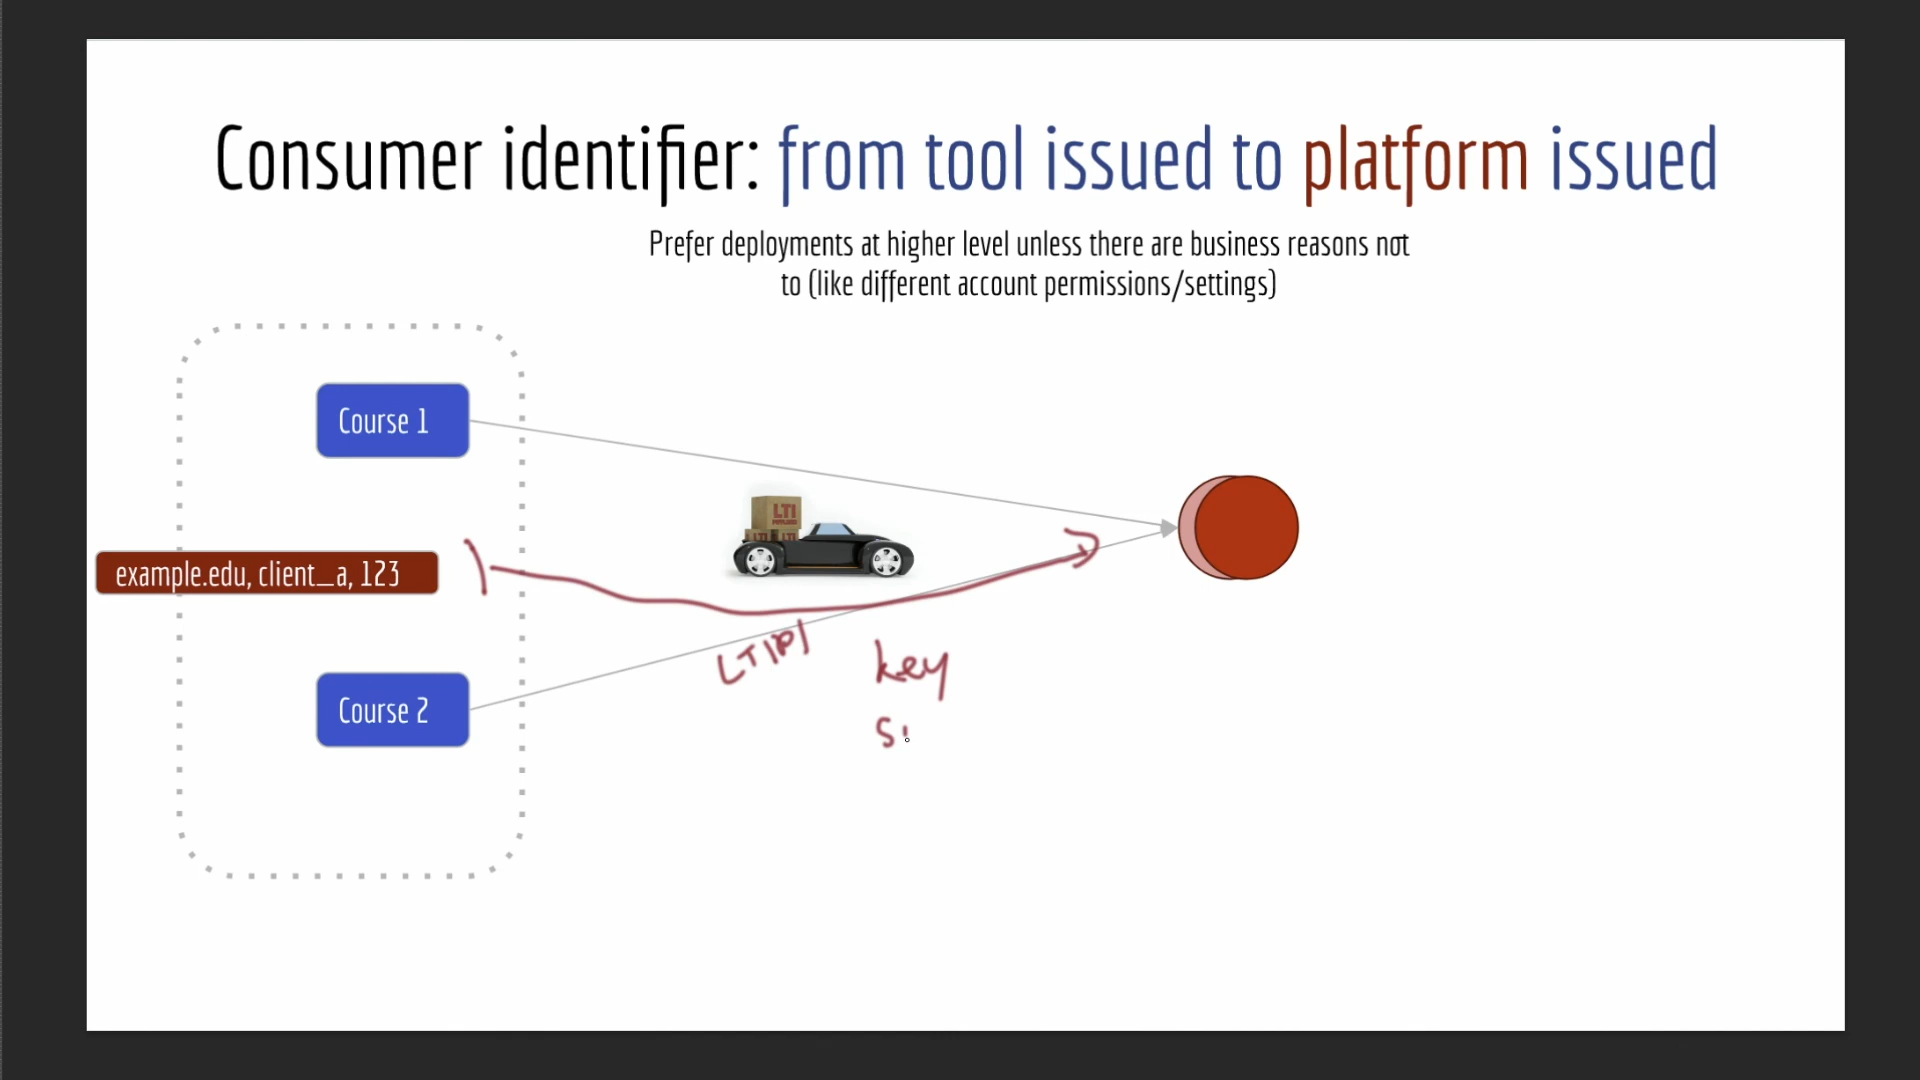 Consumer identifier: from tool issued to platform issued
Prefer deployments at higher level unless there are business reasons not
to (like different account permissions/settings)
Course 1
LTI
example.edu, client_a, 123
key
Course 2